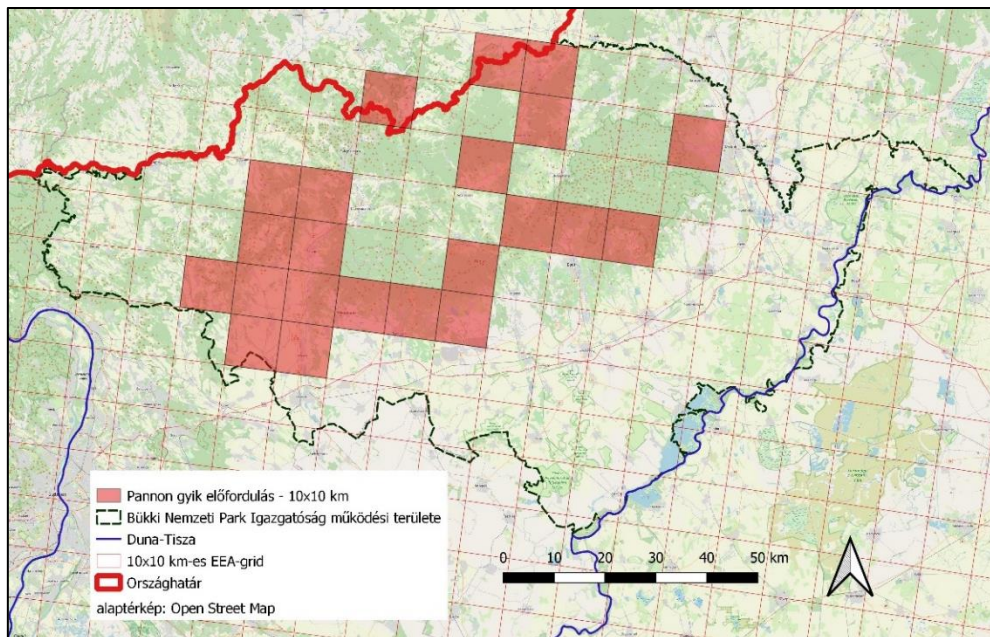 Pannon gyik előfordulás - 10x10 km
Bükki Nemzeti Park Igazgatóság működési területe
Duna-Tisza
10x10 km-es EEA-grid
Országhatár
alaptérkép: Open Street Map
0 10 20 30 40 50 km